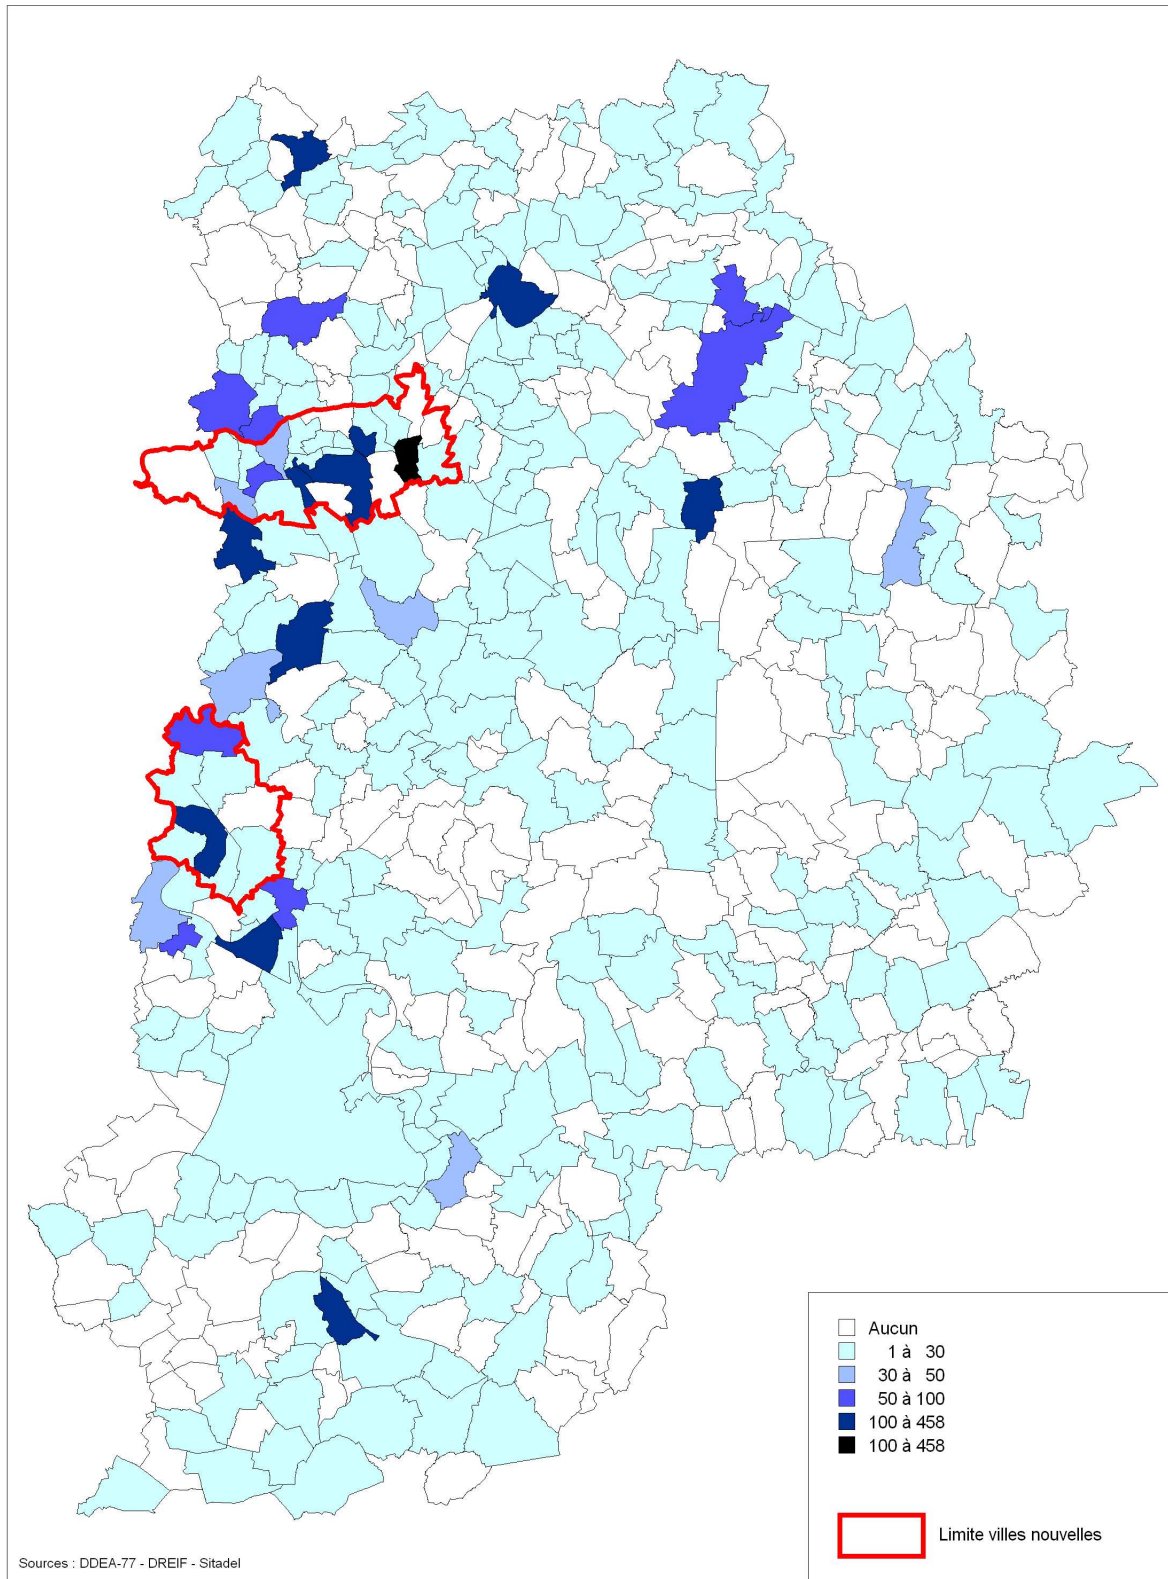 Aucun
1 à 30
30 à 50
50 à 100
100 à 458
100 à 458
Limite villes nouvelles
Sources : DDEA-77 - DREIF - Sitadel